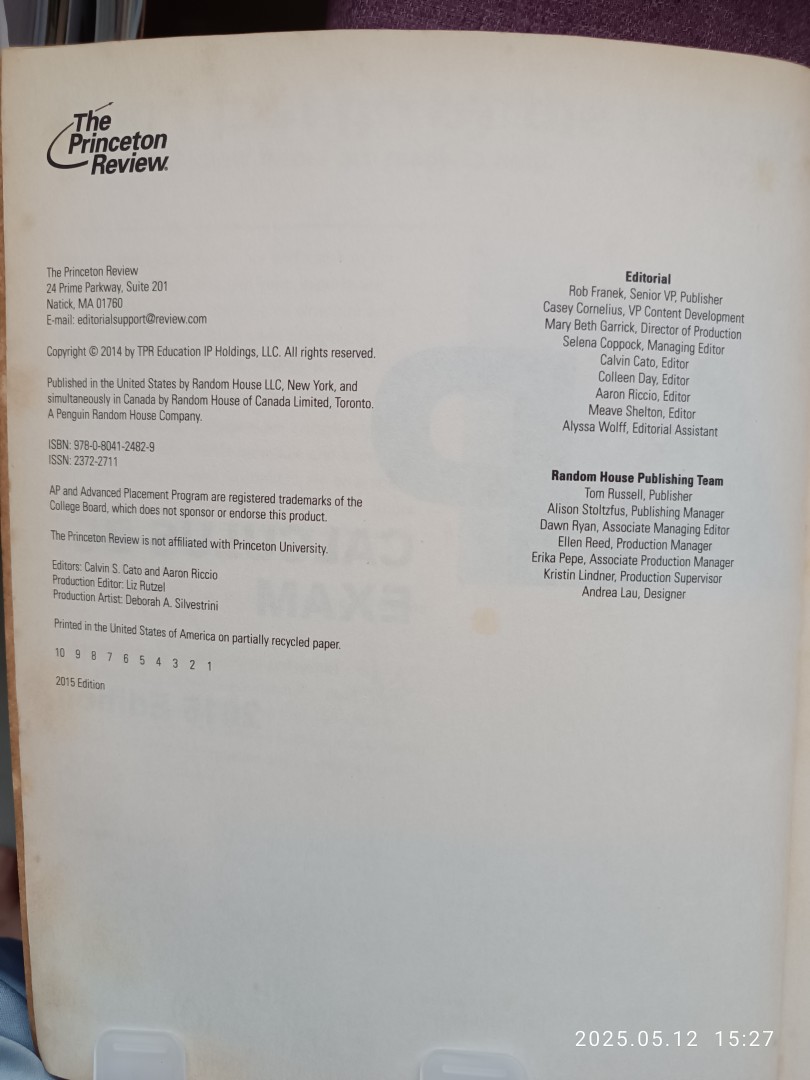 The
Princeton
Review®
The Princeton Review
24 Prime Parkway, Suite 201
Natick, MA 01760
E-mail: editorialsupport@review.com
Copyright © 2014 by TPR Education IP Holdings, LLC. All rights reserved.
Published in the United States by Random House LLC, New York, and
simultaneously in Canada by Random House of Canada Limited, Toronto.
A Penguin Random House Company.
ISBN: 978-0-8041-2482-9
ISSN: 2372-2711
AP and Advanced Placement Program are registered trademarks of the
College Board, which does not sponsor or endorse this product.
The Princeton Review is not affiliated with Princeton University.
Editors: Calvin S. Cato and Aaron Riccio
Production Editor: Liz Rutzel
Production Artist: Deborah A. Silvestrini
Printed in the United States of America on partially recycled paper.
10 9 8 7 6 5 4 3 2 1
2015 Edition
Editorial
Rob Franek, Senior VP, Publisher
Casey Cornelius, VP Content Development
Mary Beth Garrick, Director of Production
Selena Coppock, Managing Editor
Calvin Cato, Editor
Colleen Day, Editor
Aaron Riccio, Editor
Meave Shelton, Editor
Alyssa Wolff, Editorial Assistant
Random House Publishing Team
Tom Russell, Publisher
Alison Stoltzfus, Publishing Manager
Dawn Ryan, Associate Managing Editor
Ellen Reed, Production Manager
Erika Pepe, Associate Production Manager
Kristin Lindner, Production Supervisor
Andrea Lau, Designer
EXAM
2015 Edition
2025.05.12 15:27